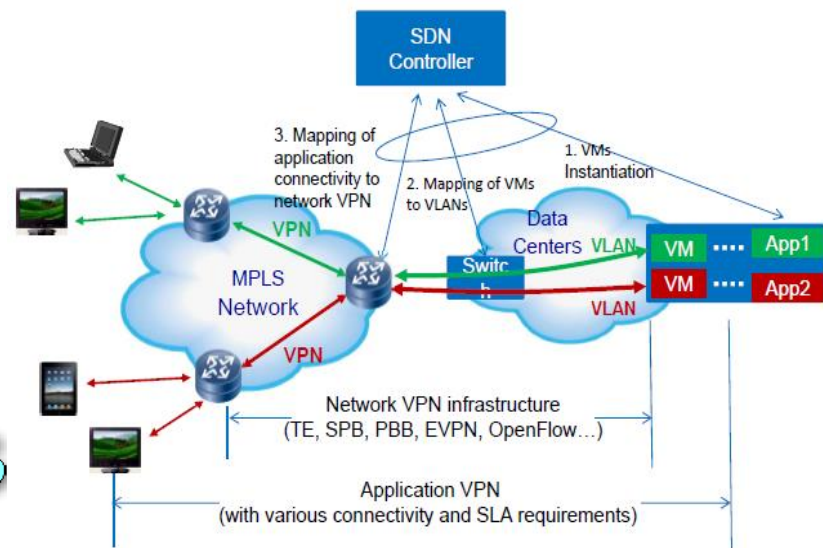 SDN
Controller
3. Mapping of
application
connectivity to
network VPN
2. Mapping of VMs
to VLANs
1. VMs
Instantiation
Data
Centers
VPN
MPLS
Network
VPN
Switc
h
VLAN
VLAN
VM
App1
VM
App2
Network VPN infrastructure
(TE, SPB, PBB, EVPN, OpenFlow…)
Application VPN
(with various connectivity and SLA requirements)